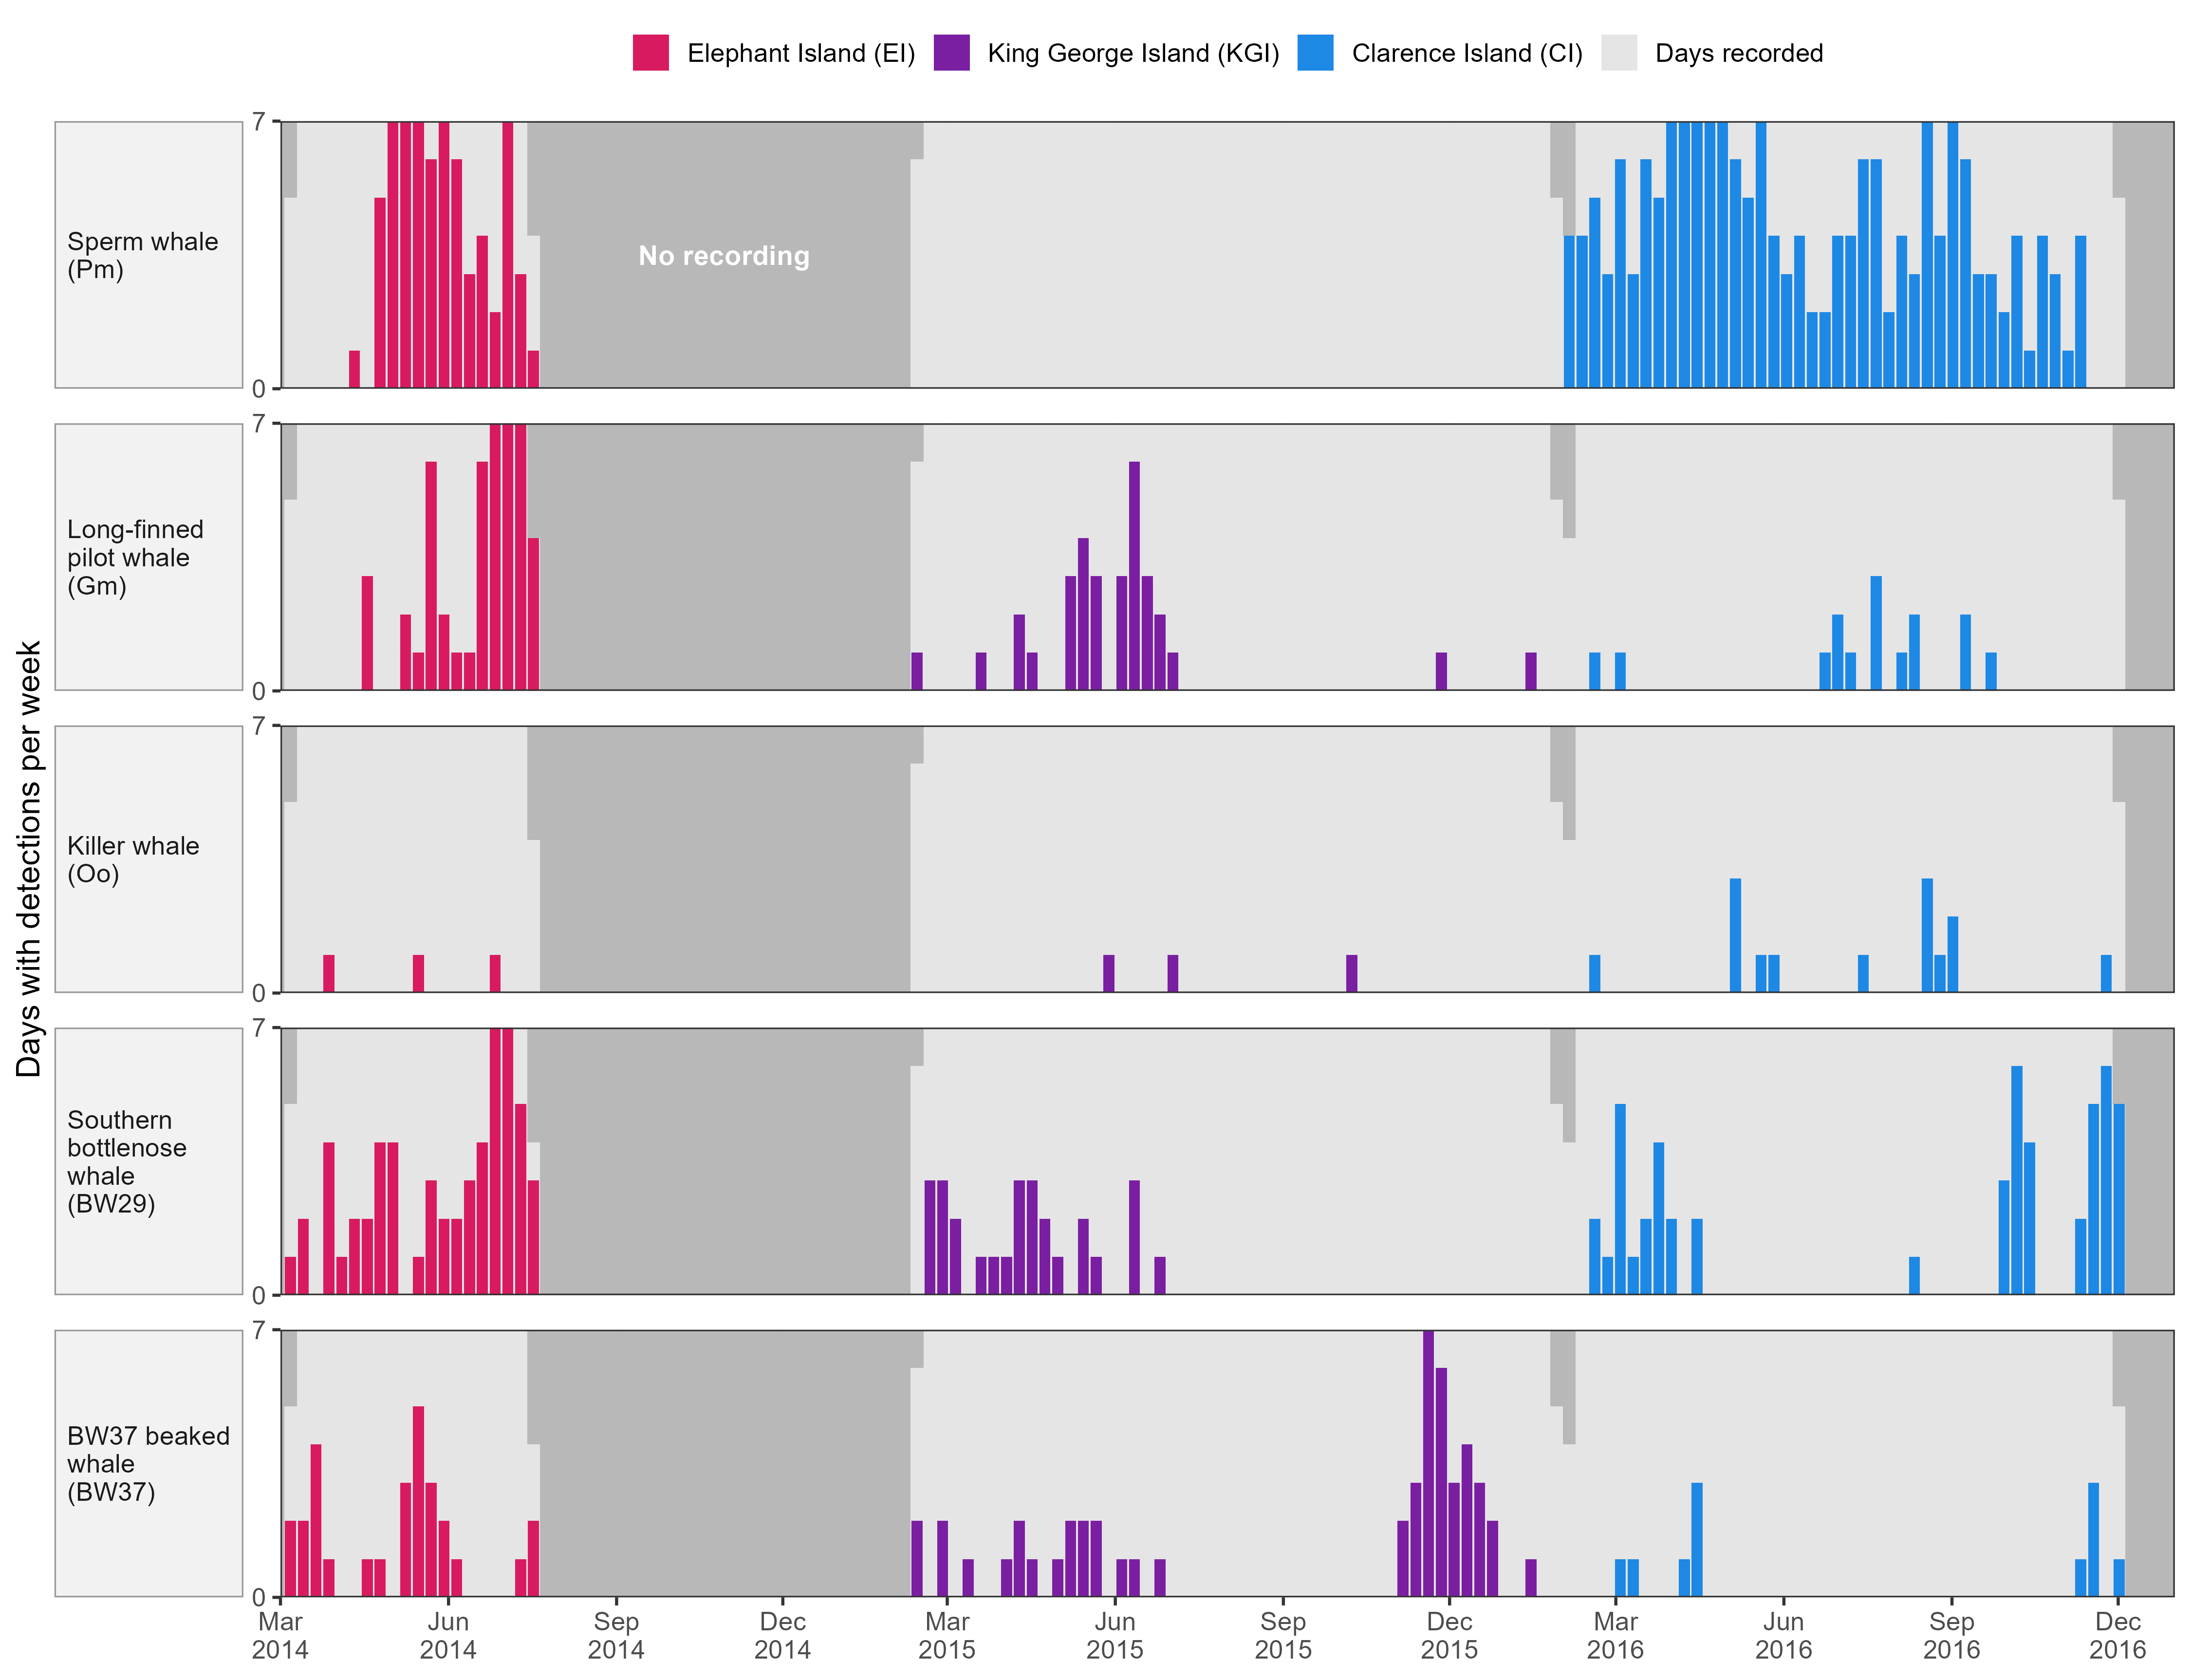 Elephant Island (EI) King George Island (KGI) Clarence Island (CI) Days recorded
Days with detections per week
Sperm whale
(Pm)
7
0
No recording
Long-finned
pilot whale
(Gm)
7
0
Killer whale
(Oo)
7
0
Southern
bottlenose
whale
(BW29)
7
0
BW37 beaked
whale
(BW37)
7
0
Mar Jun Sep Dec Mar Jun Sep Dec Mar Jun Sep Dec
2014 2014 2014 2014 2015 2015 2015 2015 2016 2016 2016 2016